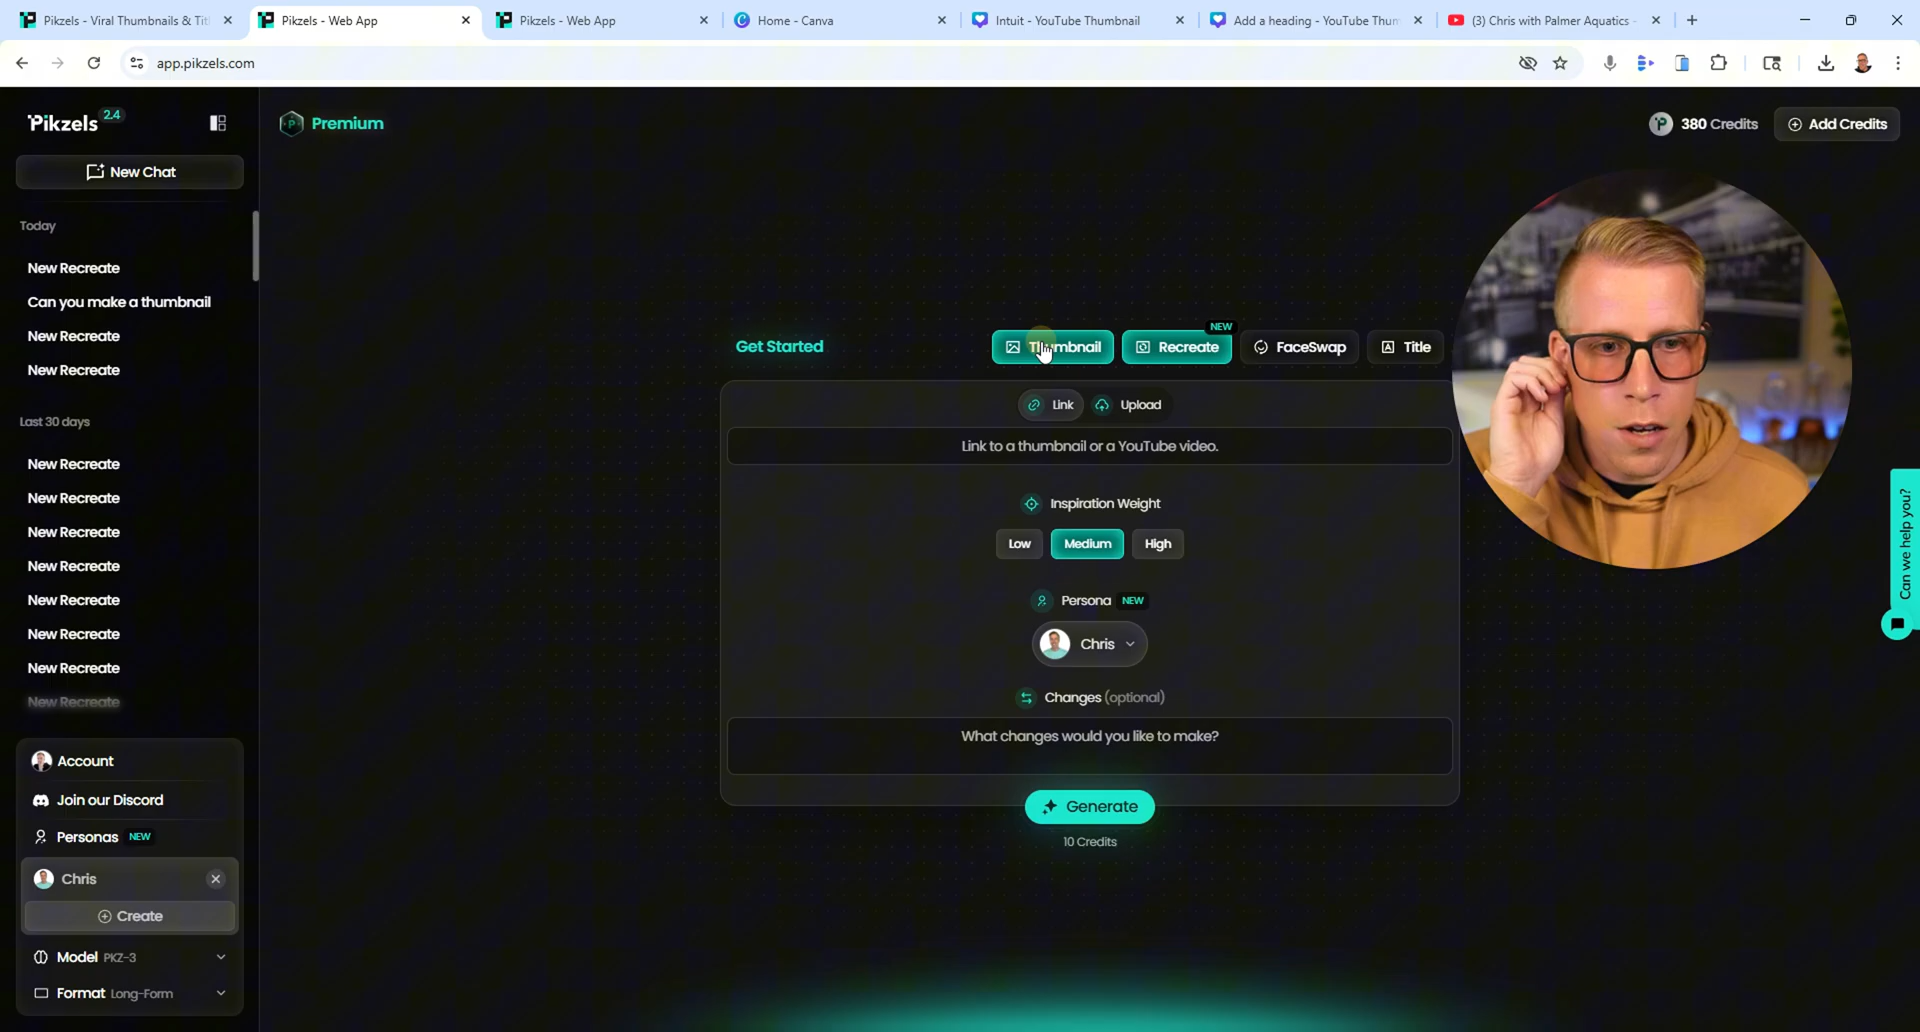 Pikzels - Viral Thumbnails & Tit
Pikzels - Web App
Pikzels - Web App
Home - Canva
Intuit - YouTube Thumbnail
Add a heading - YouTube Thum
(3) Chris with Palmer Aquatics -
app.pikzels.com
Pikzels 2.4
Premium
380 Credits
Add Credits
New Chat
Today
New Recreate
Can you make a thumbnail
New Recreate
New Recreate
Last 30 days
New Recreate
New Recreate
New Recreate
New Recreate
New Recreate
New Recreate
New Recreate
New Recreate
Account
Join our Discord
Personas NEW
Chris
Create
Model PKZ-3
Format Long-Form
Get Started
Thumbnail
Recreate
NEW
FaceSwap
Title
Link
Upload
Link to a thumbnail or a YouTube video.
Inspiration Weight
Low
Medium
High
Persona NEW
Chris
Changes (optional)
What changes would you like to make?
Generate
10 Credits
Can we help you?